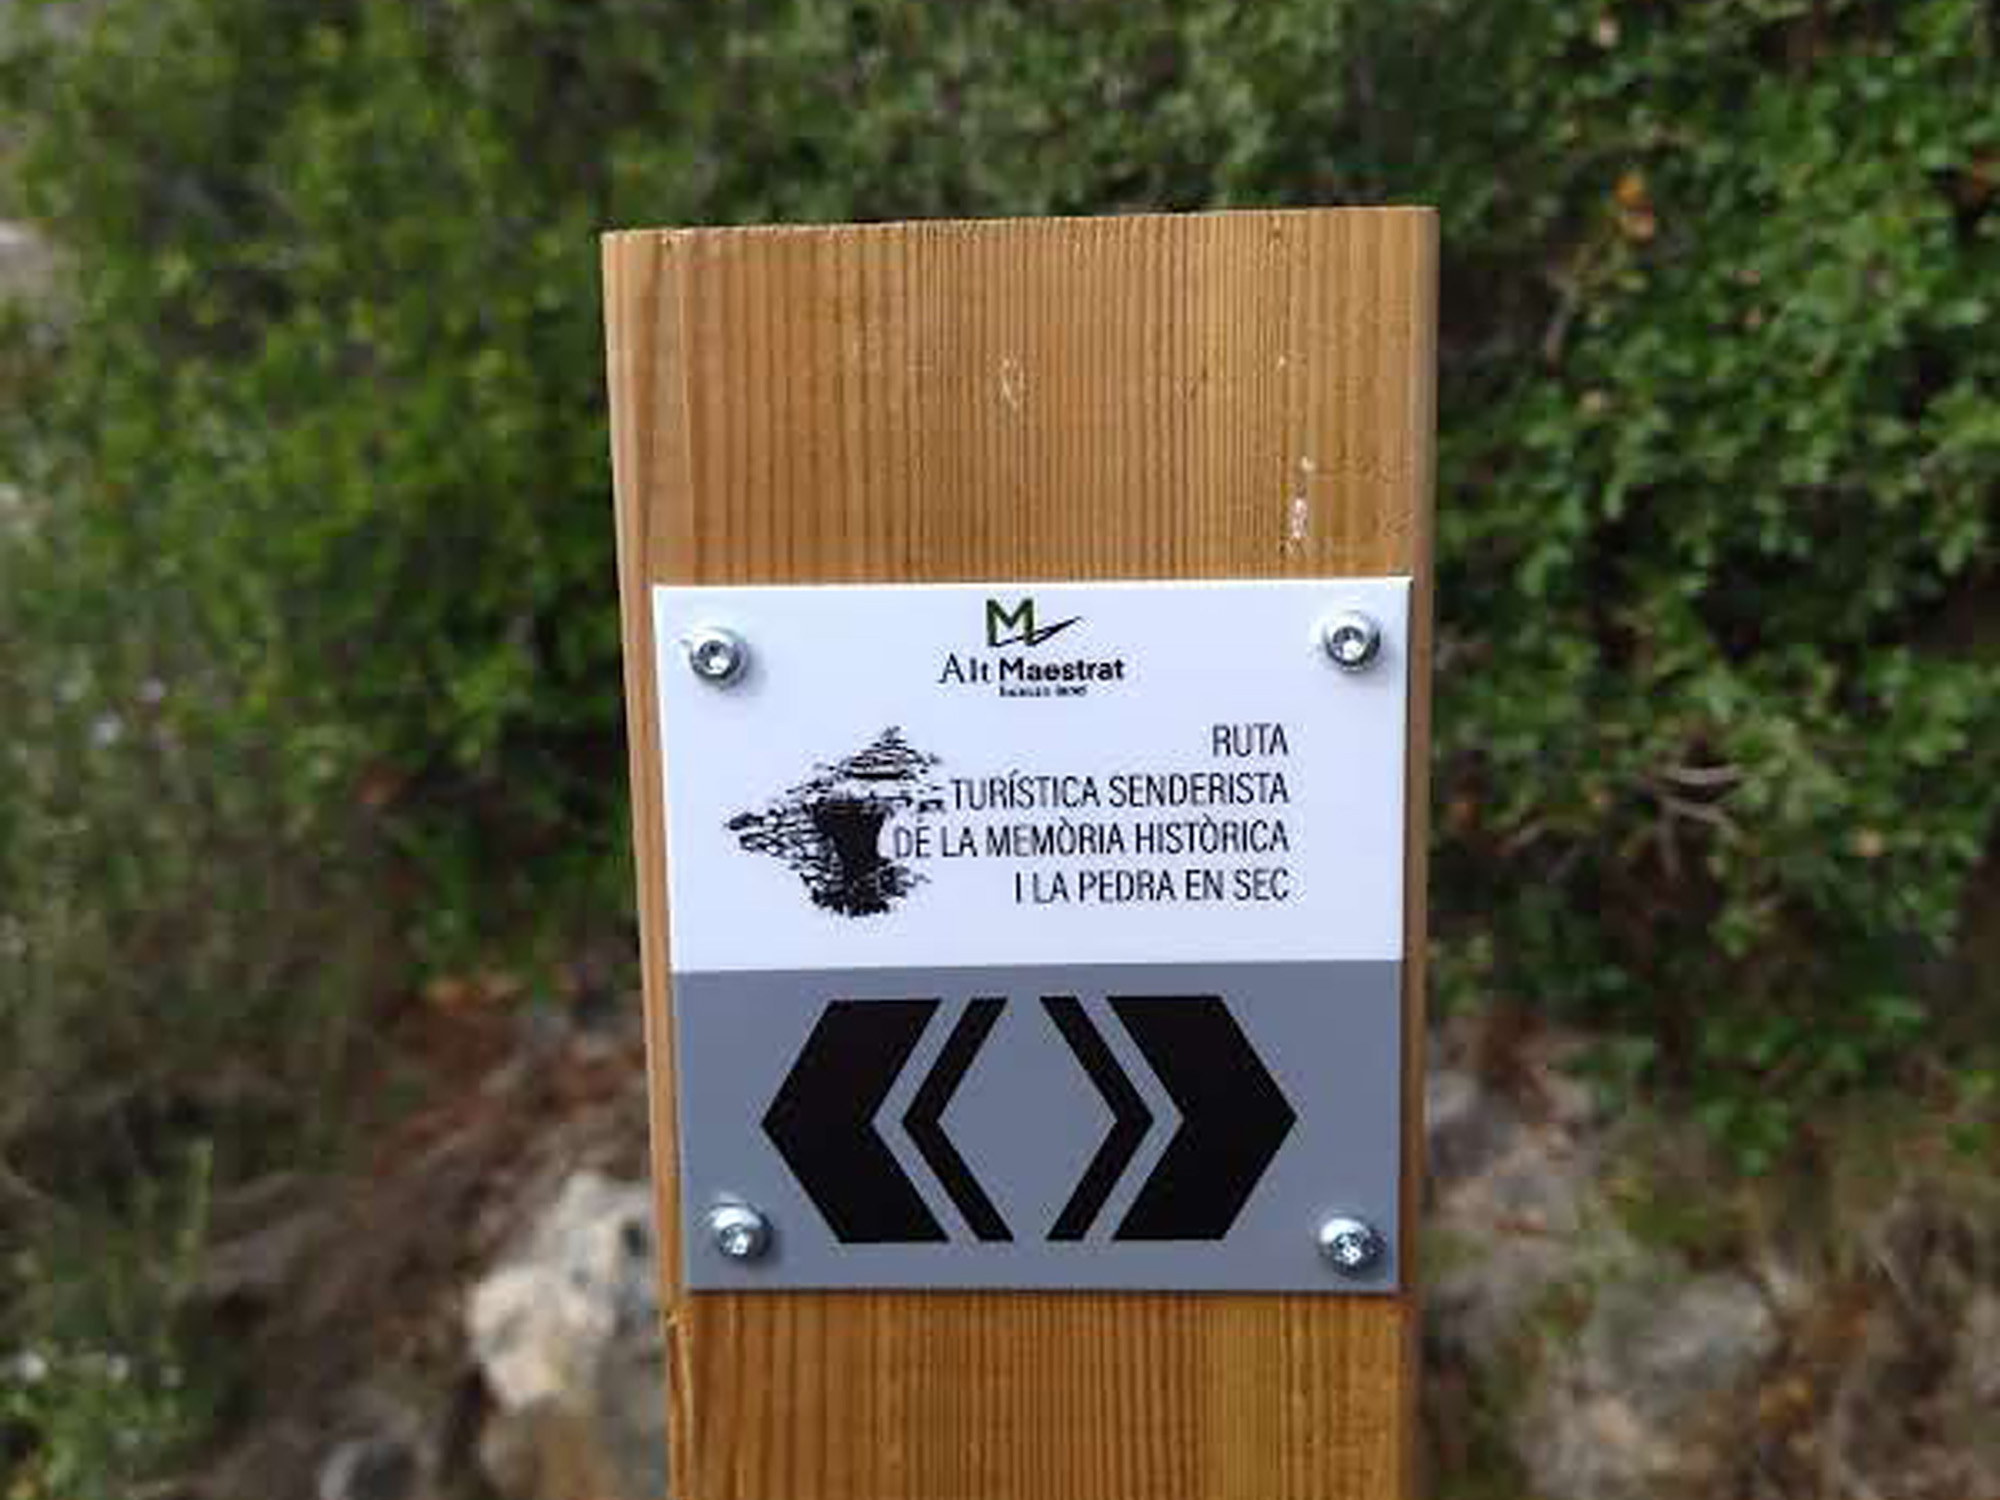 M
Alt Maestrat
RUTA
TURÍSTICA SENDERISTA
DE LA MEMÒRIA HISTÒRICA
I LA PEDRA EN SEC